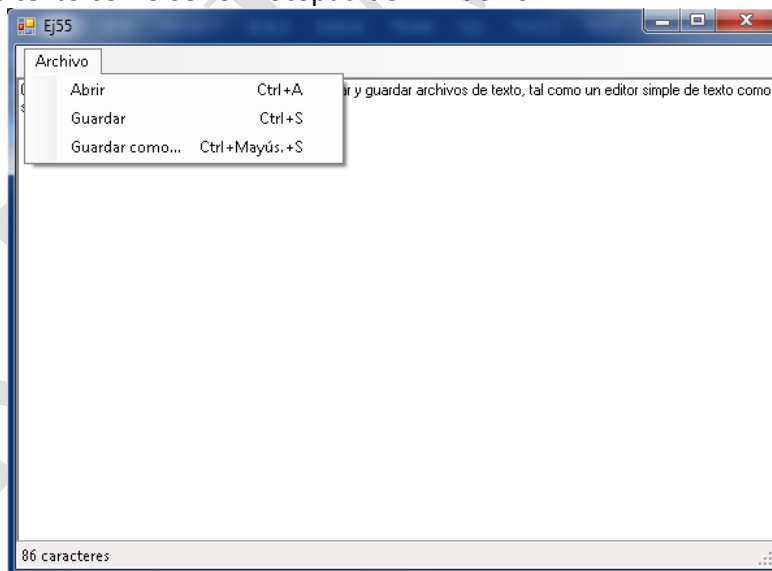 Ej55
Archivo
y guardar archivos de texto, tal como un editor simple de texto como
Abrir Ctrl+A
Guardar Ctrl+S
Guardar como... Ctrl+Mayús.+S
86 caracteres